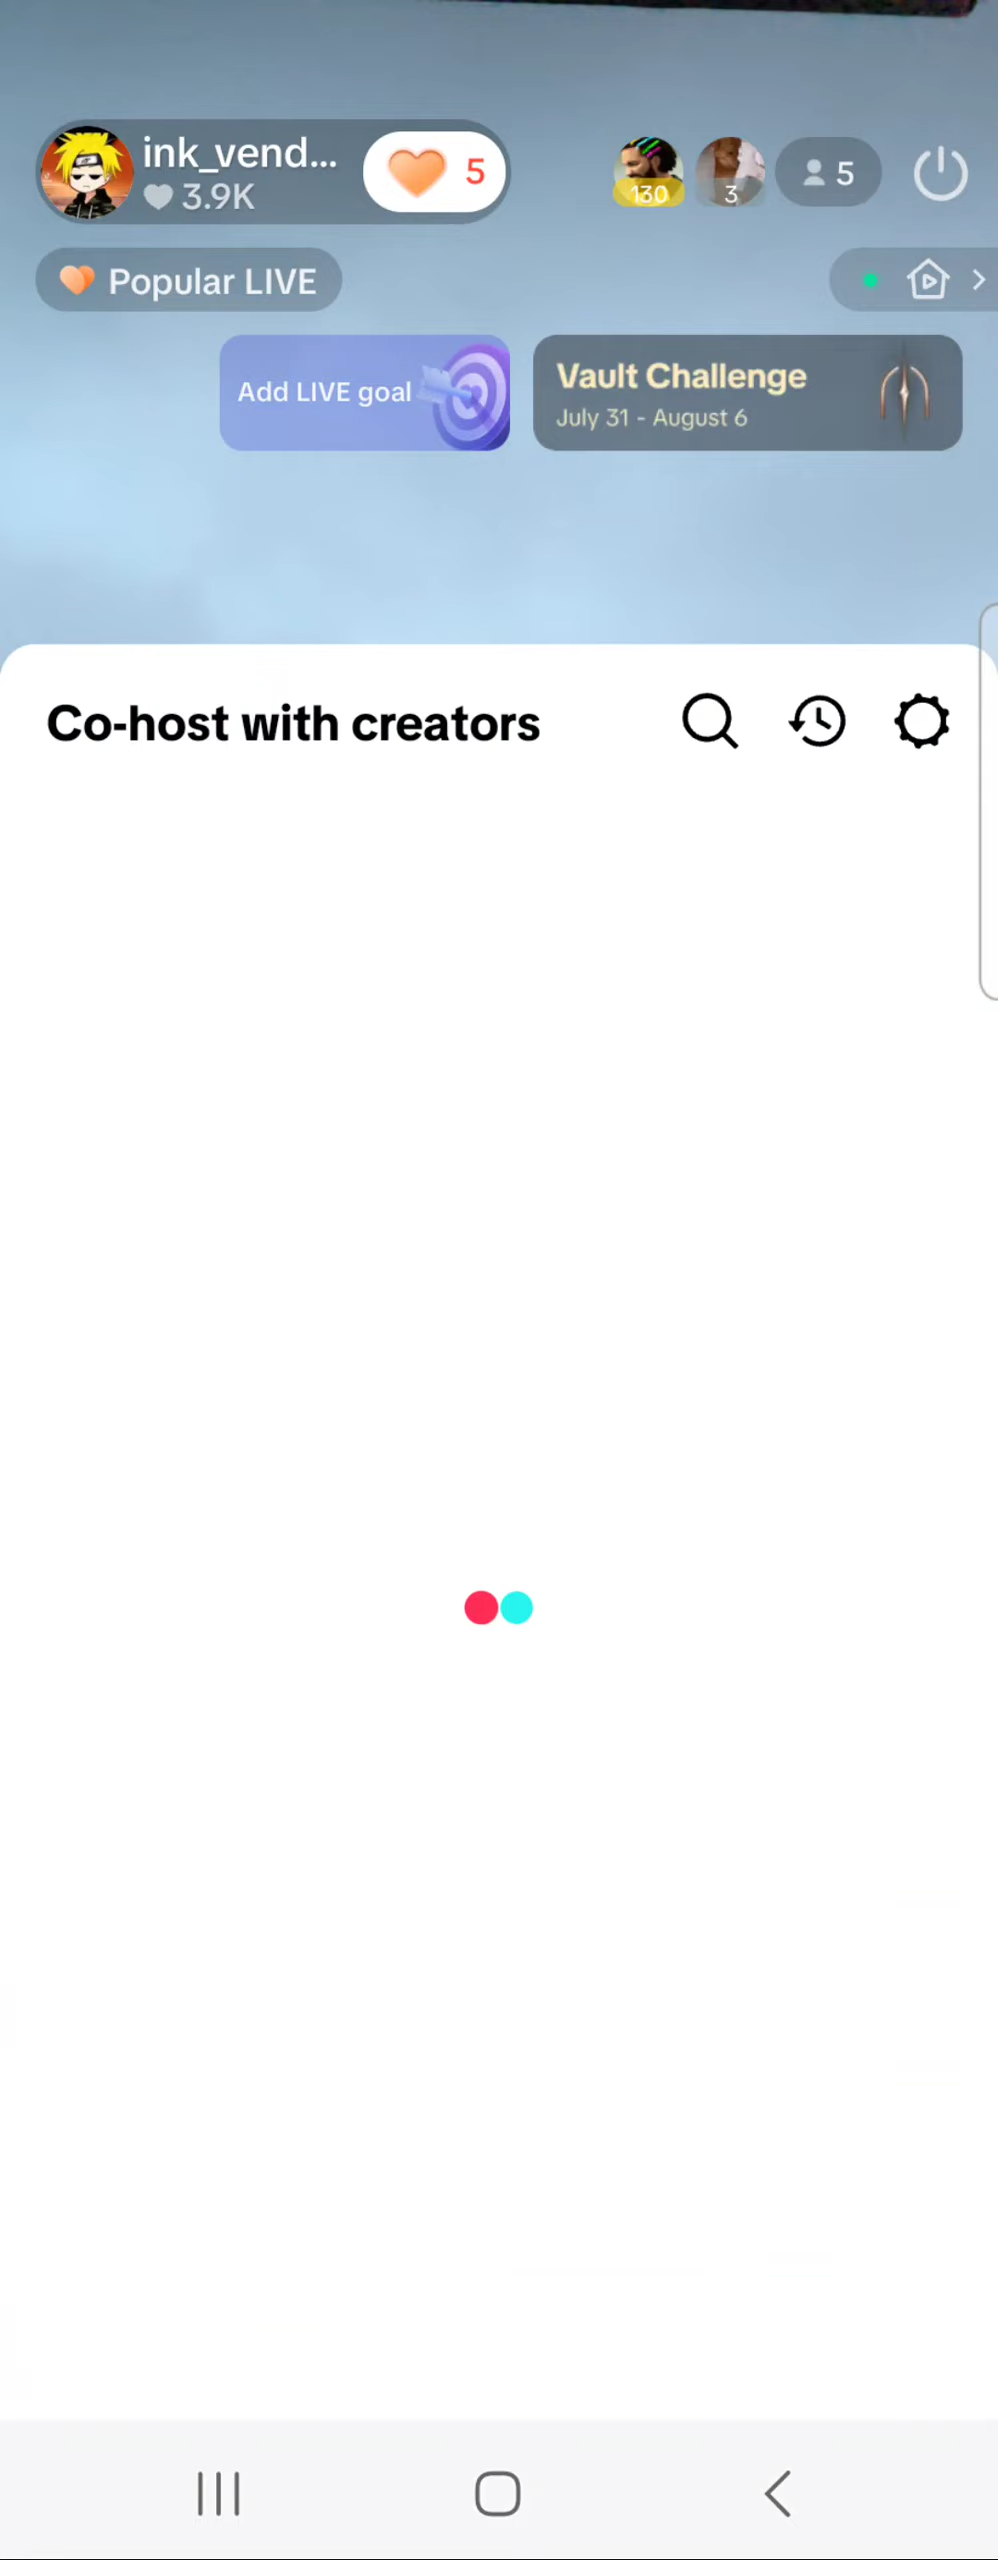 ink_vend...
3.9K
5
130
3
5
Popular LIVE
Add LIVE goal
Vault Challenge
July 31 - August 6
Co-host with creators